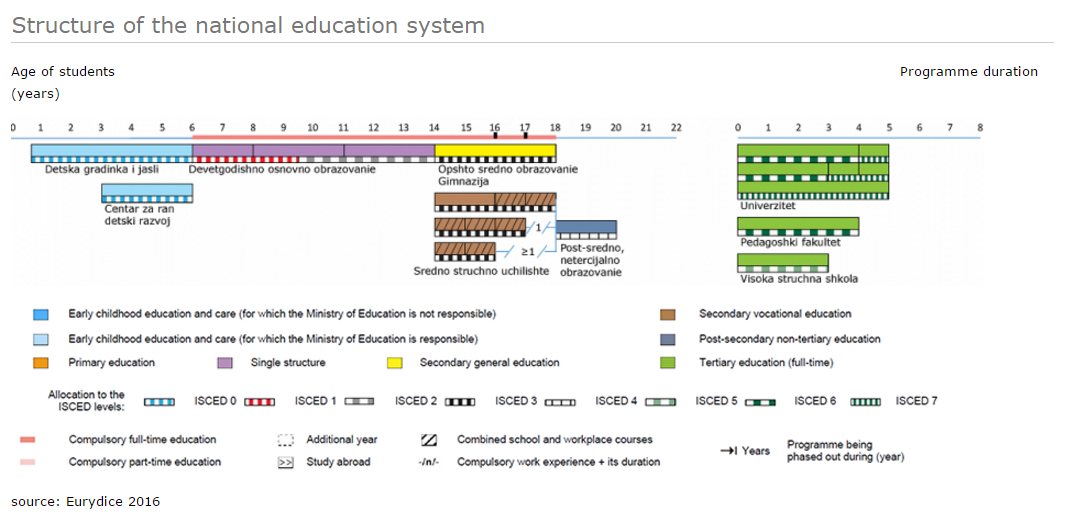 Structure of the national education system
Age of students
(years)
Programme duration
0 1 2 3 4 5 6 7 8 9 10 11 12 13 14 15 16 17 18 19 20 21 22
0 1 2 3 4 5 6 7 8
Detska gradinka i jasli
Devetgodishno osnovno obrazovanie
Opshto sredno obrazovanie
Gimnazija
Centar za ran
detski razvoj
/1/
≥1
Sredno struchno uchilishte
Post-sredno,
netercijalno
obrazovanie
Univerzitet
Pedagoshki fakultet
Visoka struchna shkola
Early childhood education and care (for which the Ministry of Education is not responsible)
Secondary vocational education
Early childhood education and care (for which the Ministry of Education is responsible)
Post-secondary non-tertiary education
Primary education
Single structure
Secondary general education
Tertiary education (full-time)
Allocation to the
ISCED levels:
ISCED 0
ISCED 1
ISCED 2
ISCED 3
ISCED 4
ISCED 5
ISCED 6
ISCED 7
Compulsory full-time education
Additional year
Combined school and workplace courses
Years
Programme being
phased out during (year)
Compulsory part-time education
>> Study abroad
-/n/- Compulsory work experience + its duration
source: Eurydice 2016